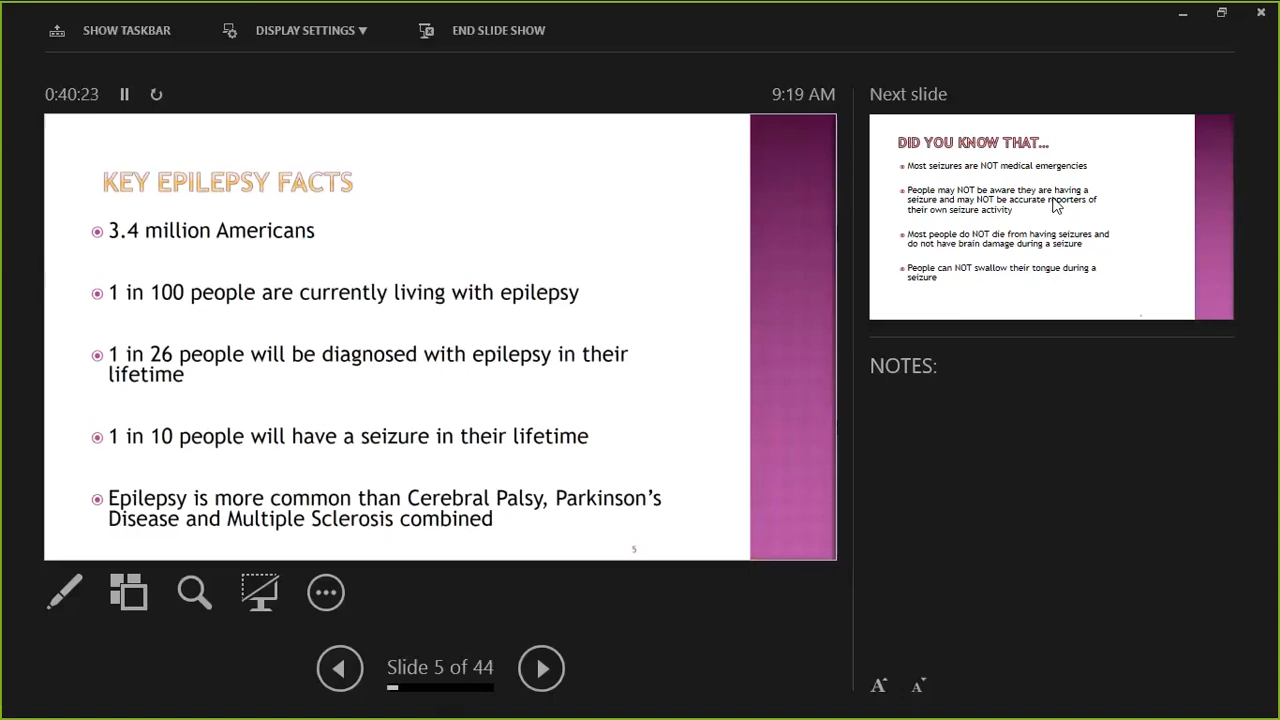 SHOW TASKBAR
DISPLAY SETTINGS ▼
END SLIDE SHOW
0:40:23
9:19 AM
KEY EPILEPSY FACTS
3.4 million Americans
1 in 100 people are currently living with epilepsy
1 in 26 people will be diagnosed with epilepsy in their
lifetime
1 in 10 people will have a seizure in their lifetime
Epilepsy is more common than Cerebral Palsy, Parkinson's
Disease and Multiple Sclerosis combined
5
Next slide
DID YOU KNOW THAT…
Most seizures are NOT medical emergencies
People may NOT be aware they are having a
seizure and may NOT be accurate reporters of
their own seizure activity
Most people do NOT die from having seizures and
do not have brain damage during a seizure
People can NOT swallow their tongue during a
seizure
NOTES:
Slide 5 of 44
A
A